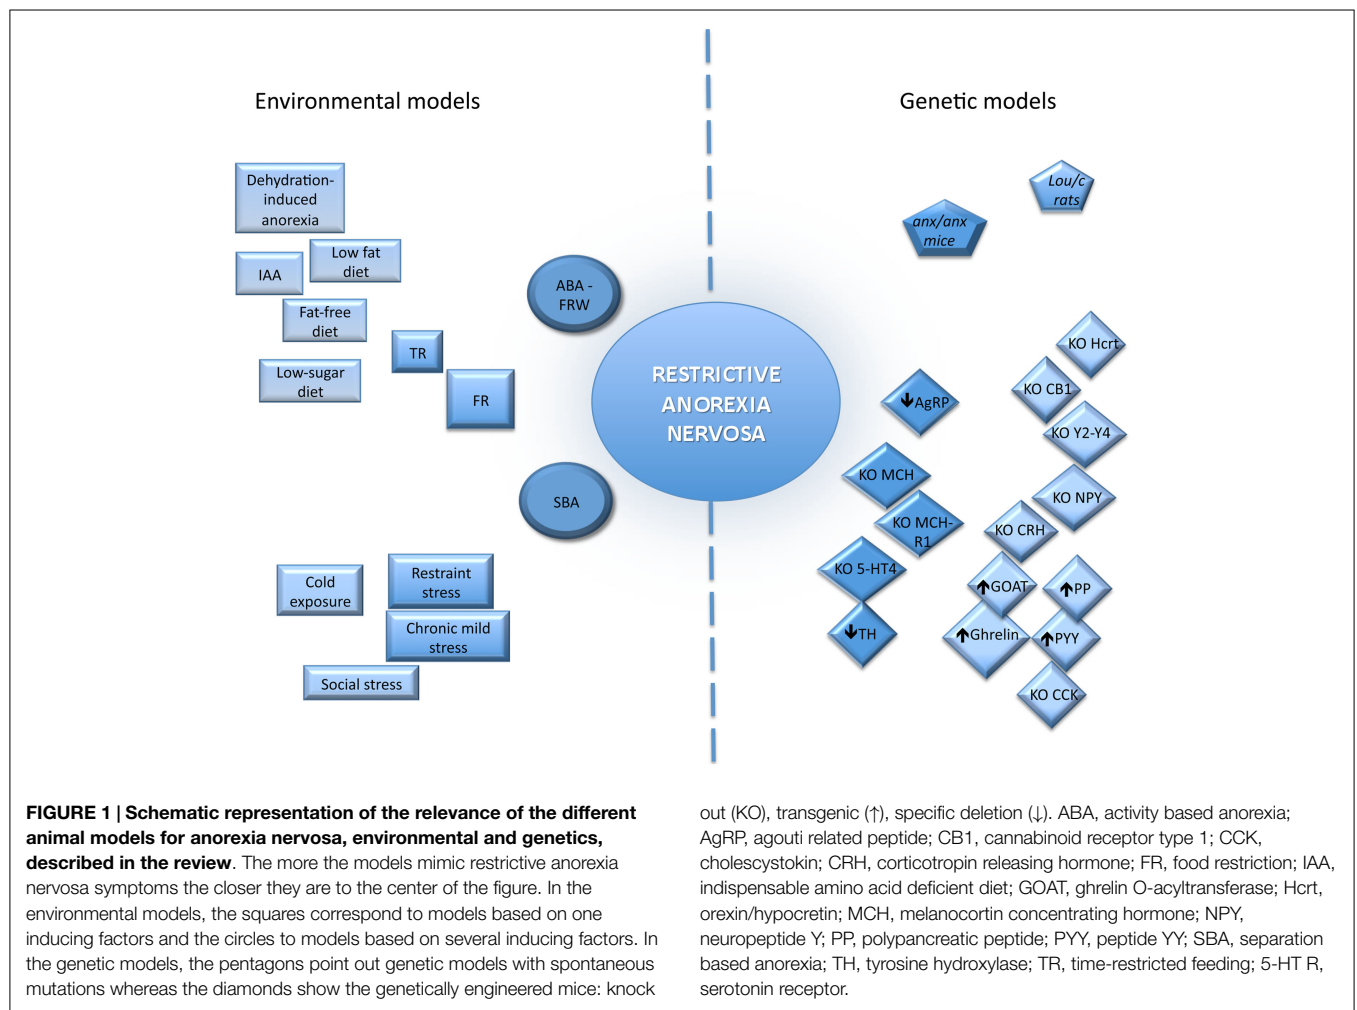 Environmental models
Genetic models
Dehydration-
induced
anorexia
Low fat
diet
IAA
Fat-free
diet
Low-sugar
diet
TR
FR
ABA -
FRW
SBA
Cold
exposure
Restraint
stress
Chronic mild
stress
Social stress
RESTRICTIVE
ANOREXIA
NERVOSA
Lou/c
rats
anx/anx
mice
KO Hcrt
KO CB1
↓AgRP
KO Y2-Y4
KO MCH
KO NPY
KO MCH-
R1
KO CRH
KO 5-HT4
↑GOAT
↑PP
↓TH
↑Ghrelin
↑PYY
KO CCK
FIGURE 1 | Schematic representation of the relevance of the different
animal models for anorexia nervosa, environmental and genetics,
described in the review. The more the models mimic restrictive anorexia
nervosa symptoms the closer they are to the center of the figure. In the
environmental models, the squares correspond to models based on one
inducing factors and the circles to models based on several inducing factors. In
the genetic models, the pentagons point out genetic models with spontaneous
mutations whereas the diamonds show the genetically engineered mice: knock
out (KO), transgenic (↑), specific deletion (↓). ABA, activity based anorexia;
AgRP, agouti related peptide; CB1, cannabinoid receptor type 1; CCK,
cholescystokin; CRH, corticotropin releasing hormone; FR, food restriction; IAA,
indispensable amino acid deficient diet; GOAT, ghrelin O-acyltransferase; Hcrt,
orexin/hypocretin; MCH, melanocortin concentrating hormone; NPY,
neuropeptide Y; PP, polypancreatic peptide; PYY, peptide YY; SBA, separation
based anorexia; TH, tyrosine hydroxylase; TR, time-restricted feeding; 5-HT R,
serotonin receptor.